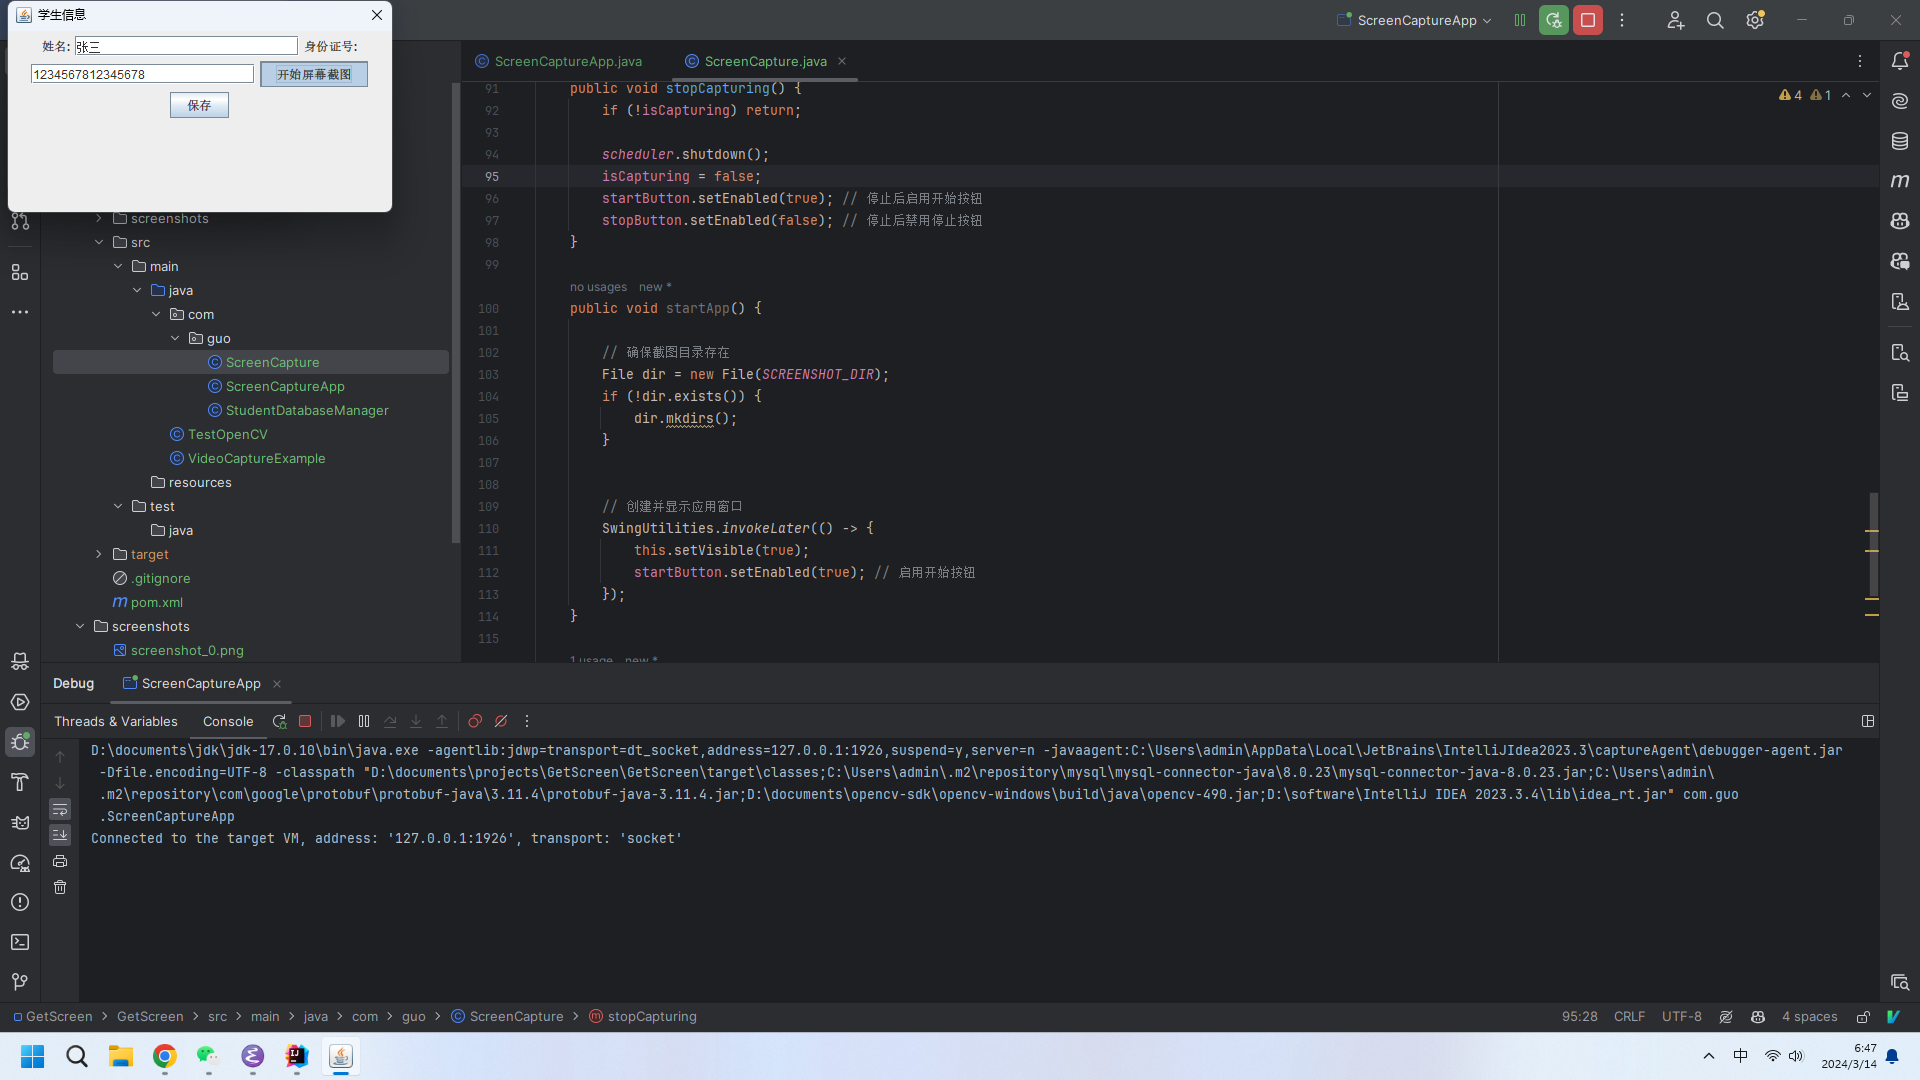 学生信息
姓名: 张三 身份证号:
1234567812345678 开始屏幕截图
保存
ScreenCaptureApp
ScreenCaptureApp.java
ScreenCapture.java
screenshots
src
main
java
com
guo
ScreenCapture
ScreenCaptureApp
StudentDatabaseManager
TestOpenCV
VideoCaptureExample
resources
test
java
target
.gitignore
pom.xml
screenshots
screenshot_0.png
4 1
91 public void stopCapturing() {
92 if (!isCapturing) return;
93
94 scheduler.shutdown();
95 isCapturing = false;
96 startButton.setEnabled(true); // 停止后启用开始按钮
97 stopButton.setEnabled(false); // 停止后禁用停止按钮
98 }
99
no usages new *
100 public void startApp() {
101
102 // 确保截图目录存在
103 File dir = new File(SCREENSHOT_DIR);
104 if (!dir.exists()) {
105 dir.mkdirs();
106 }
107
108
109 // 创建并显示应用窗口
110 SwingUtilities.invokeLater(() -> {
111 this.setVisible(true);
112 startButton.setEnabled(true); // 启用开始按钮
113 });
114 }
115
1 usage new *
Debug ScreenCaptureApp
Threads & Variables Console
D:\documents\jdk\jdk-17.0.10\bin\java.exe -agentlib:jdwp=transport=dt_socket,address=127.0.0.1:1926,suspend=y,server=n -javaagent:C:\Users\admin\AppData\Local\JetBrains\IntelliJIdea2023.3\captureAgent\debugger-agent.jar
-Dfile.encoding=UTF-8 -classpath "D:\documents\projects\GetScreen\GetScreen\target\classes;C:\Users\admin\.m2\repository\mysql\mysql-connector-java\8.0.23\mysql-connector-java-8.0.23.jar;C:\Users\admin\
.m2\repository\com\google\protobuf\protobuf-java\3.11.4\protobuf-java-3.11.4.jar;D:\documents\opencv-sdk\opencv-windows\build\java\opencv-490.jar;D:\software\IntelliJ IDEA 2023.3.4\lib\idea_rt.jar" com.guo
.ScreenCaptureApp
Connected to the target VM, address: '127.0.0.1:1926', transport: 'socket'
GetScreen > GetScreen > src > main > java > com > guo > ScreenCapture > stopCapturing
95:28 CRLF UTF-8 4 spaces
中
6:47
2024/3/14